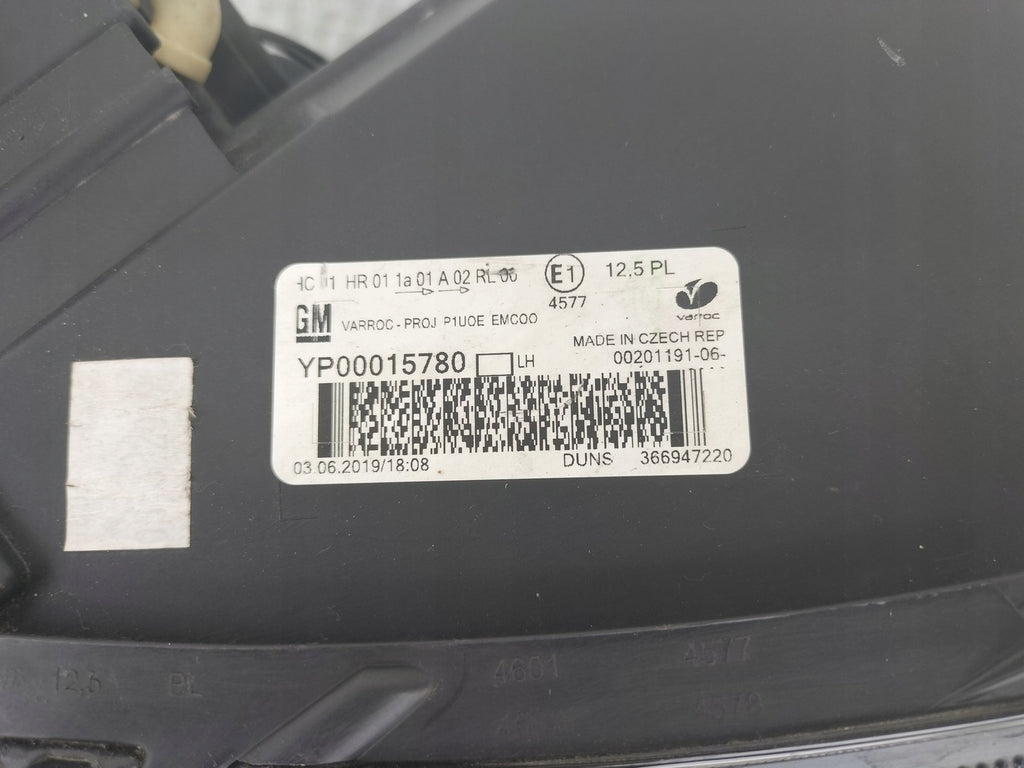 HR 01 1a 01 A 02 RL 00 E1 12,5 PL
4577
GM VARROC-PROJ P1UOE EMCOO varroc
MADE IN CZECH REP
YP00015780 LH 00201191-06-
03.06.2019/18:08 DUNS 366947220
4601 4577
12,5 PL
4578